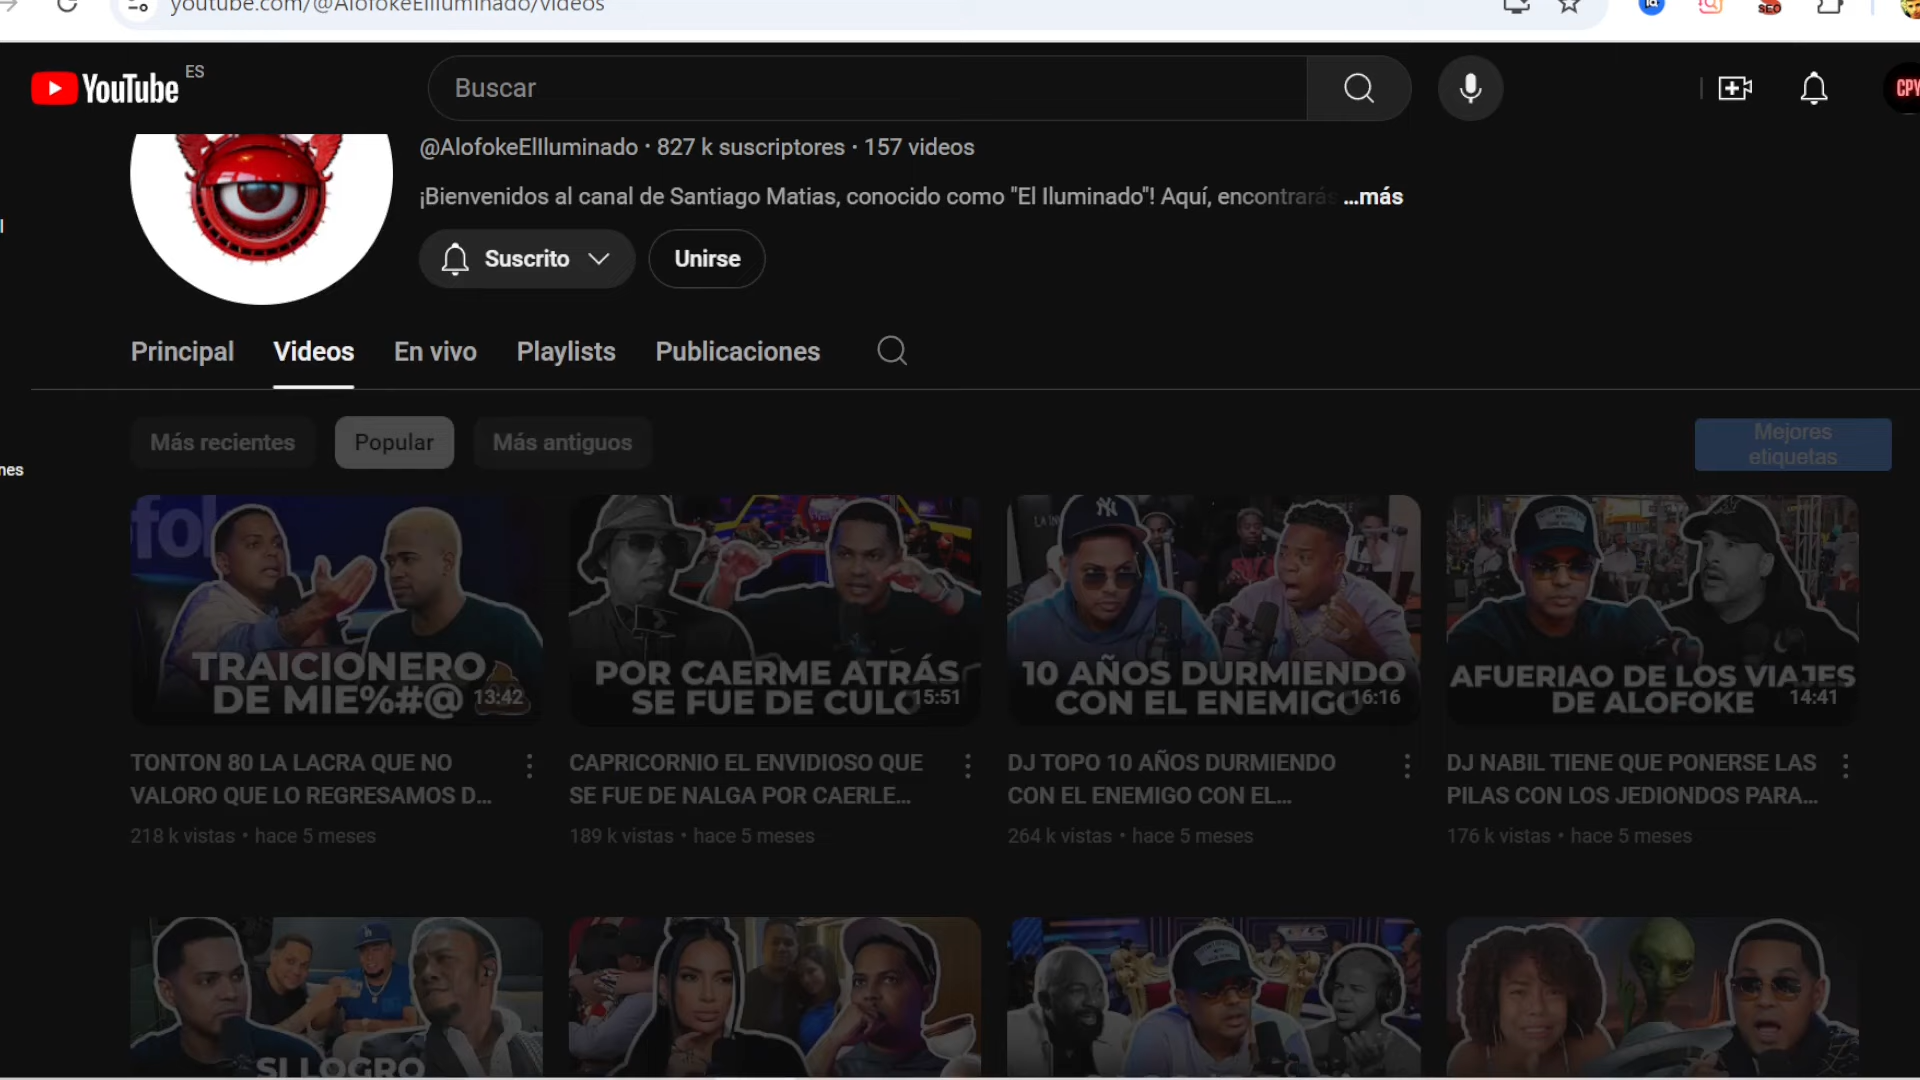 youtube.com/@AlofokeElIluminado/videos
SEO
YouTube ES
Buscar
CPY
@AlofokeElIluminado · 827 k suscriptores · 157 videos
¡Bienvenidos al canal de Santiago Matias, conocido como "El Iluminado"! Aquí, encontrarás ...más
Suscrito
Unirse
Principal
Videos
En vivo
Playlists
Publicaciones
Más recientes
Popular
Más antiguos
Mejores
etiquetas
nes
TRAICIONERO
DE MIE%#@
13:42
POR CAERME ATRÁS
SE FUE DE CULO
15:51
10 AÑOS DURMIENDO
CON EL ENEMIGO
16:16
AFUERIAO DE LOS VIAJES
DE ALOFOKE
14:41
TONTON 80 LA LACRA QUE NO
VALORO QUE LO REGRESAMOS D...
218 k vistas • hace 5 meses
CAPRICORNIO EL ENVIDIOSO QUE
SE FUE DE NALGA POR CAERLE...
189 k vistas • hace 5 meses
DJ TOPO 10 AÑOS DURMIENDO
CON EL ENEMIGO CON EL...
264 k vistas • hace 5 meses
DJ NABIL TIENE QUE PONERSE LAS
PILAS CON LOS JEDIONDOS PARA...
176 k vistas • hace 5 meses
SI LOGRO